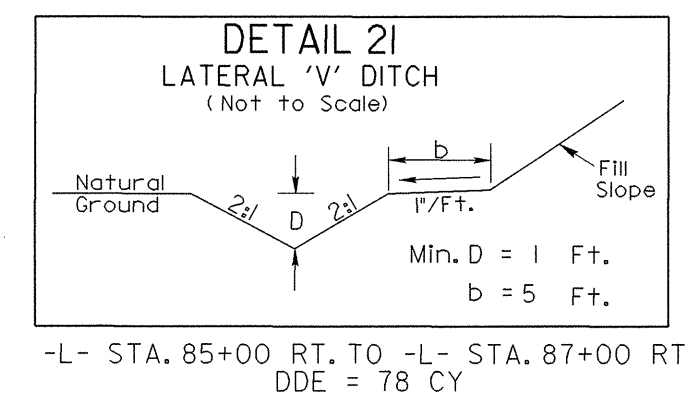 DETAIL 21
LATERAL 'V' DITCH
(Not to Scale)
b
Natural
Ground
2:1
D
2:1
1"/Ft.
Fill
Slope
Min. D = 1 Ft.
b = 5 Ft.
-L- STA. 85+00 RT. TO -L- STA. 87+00 RT
DDE = 78 CY